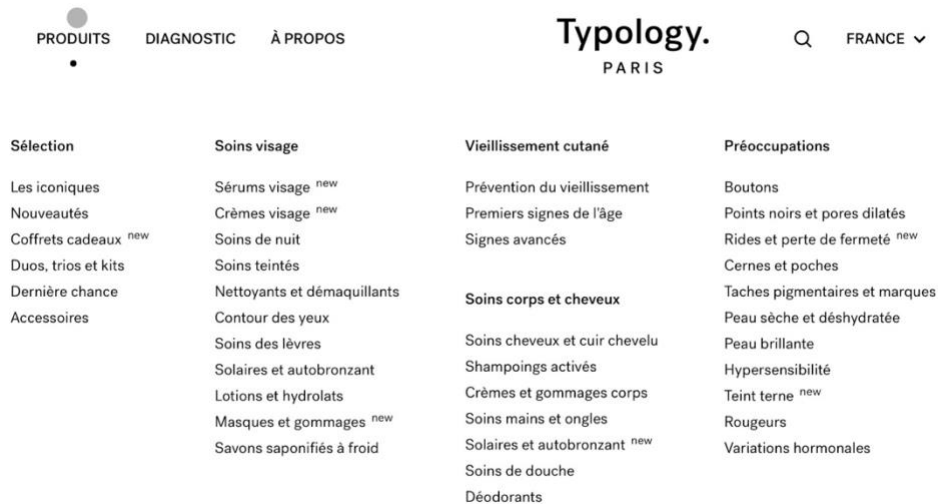 PRODUITS DIAGNOSTIC À PROPOS Typology. FRANCE
PARIS
Sélection
Les iconiques
Nouveautés
Coffrets cadeaux new
Duos, trios et kits
Dernière chance
Accessoires
Soins visage
Sérums visage new
Crèmes visage new
Soins de nuit
Soins teintés
Nettoyants et démaquillants
Contour des yeux
Soins des lèvres
Solaires et autobronzant
Lotions et hydrolats
Masques et gommages new
Savons saponifiés à froid
Vieillissement cutané
Prévention du vieillissement
Premiers signes de l'âge
Signes avancés
Soins corps et cheveux
Soins cheveux et cuir chevelu
Shampoings activés
Crèmes et gommages corps
Soins mains et ongles
Solaires et autobronzant new
Soins de douche
Déodorants
Préoccupations
Boutons
Points noirs et pores dilatés
Rides et perte de fermeté new
Cernes et poches
Taches pigmentaires et marques
Peau sèche et déshydratée
Peau brillante
Hypersensibilité
Teint terne new
Rougeurs
Variations hormonales